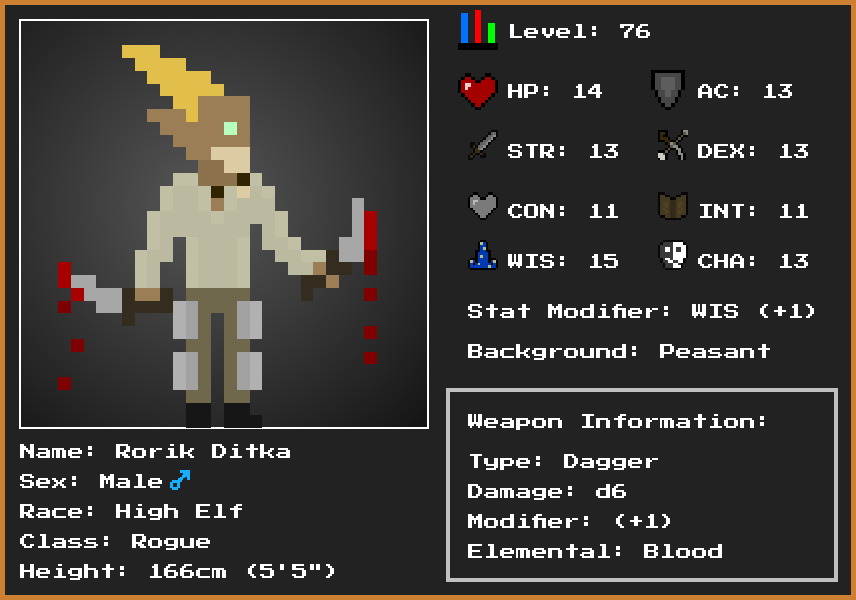 Level: 76
HP: 14
AC: 13
STR: 13
DEX: 13
CON: 11
INT: 11
WIS: 15
CHA: 13
Stat Modifier: WIS (+1)
Background: Peasant
Weapon Information:
Type: Dagger
Damage: d6
Modifier: (+1)
Elemental: Blood
Name: Rorik Ditka
Sex: Male ♂
Race: High Elf
Class: Rogue
Height: 166cm (5'5")